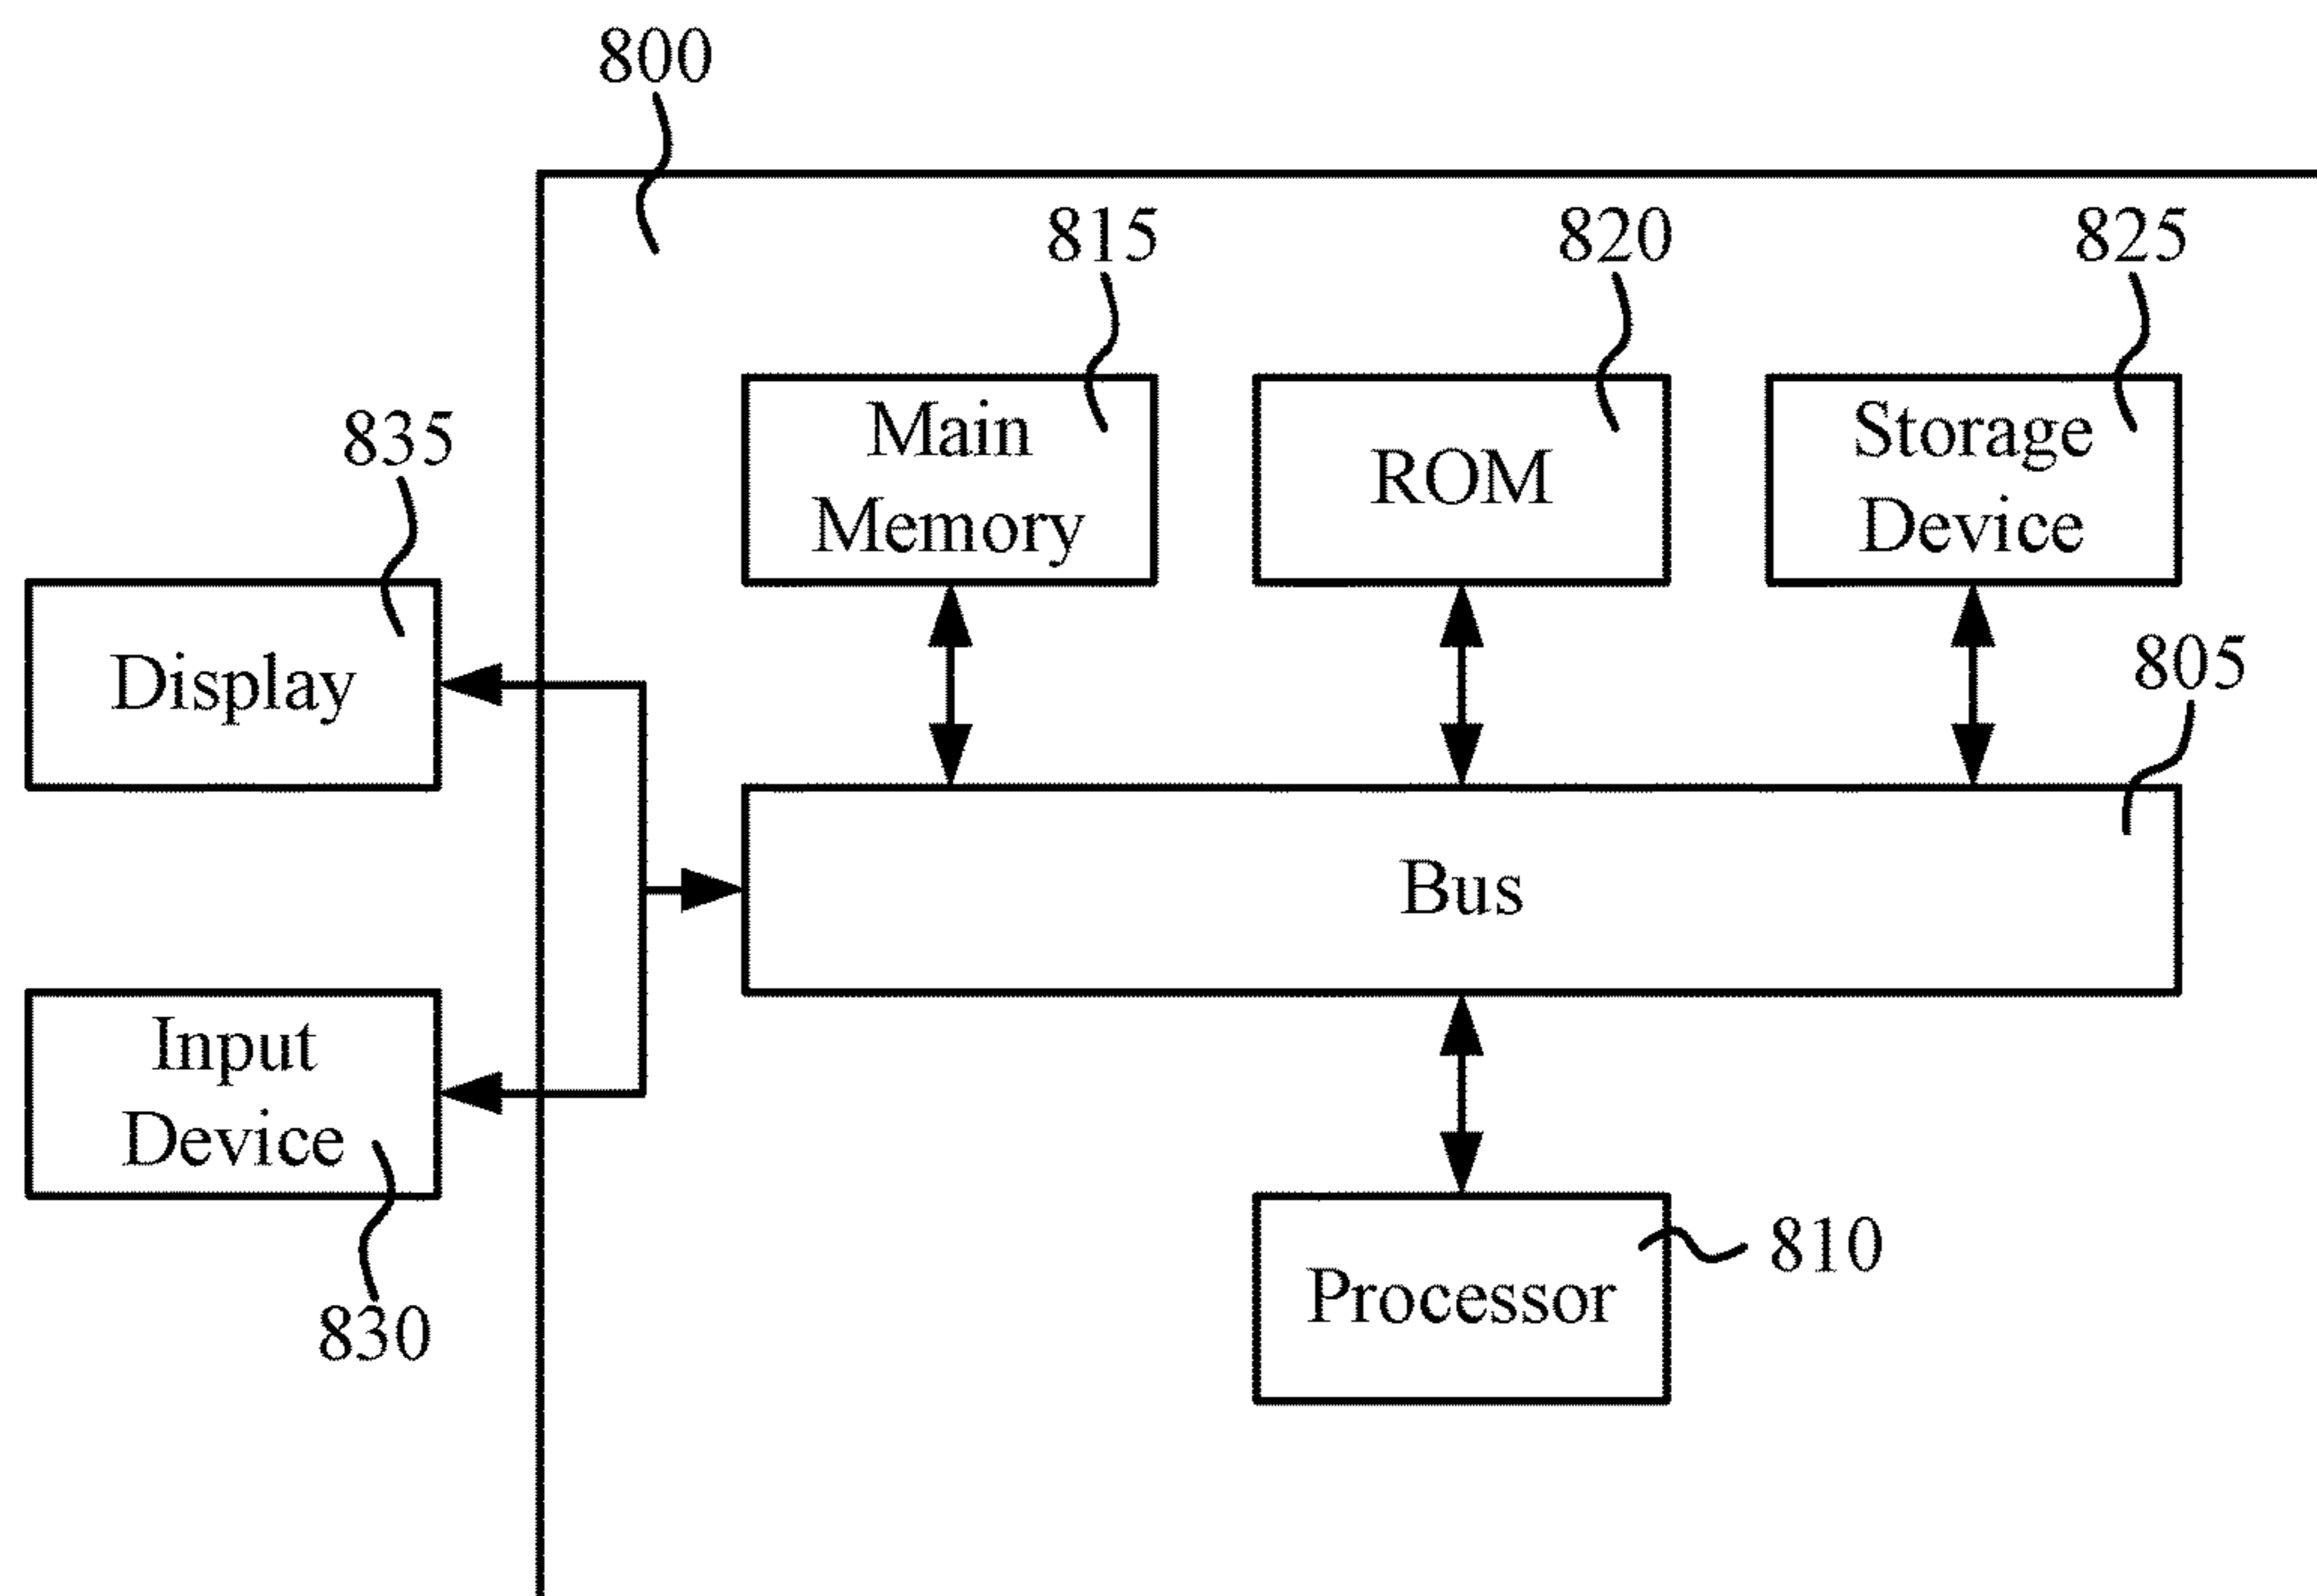 800
815
820
825
835
Main
Memory
ROM
Storage
Device
Display
805
Bus
Input
Device
830
Processor
810